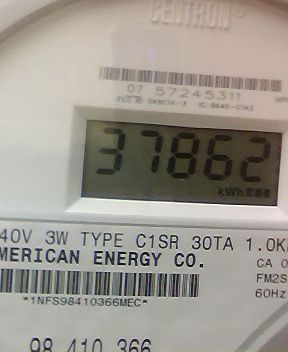 CENTRON®
07 57245311
37862
kWh
40V 3W TYPE C1SR 30TA 1.0K
MERICAN ENERGY CO. CA 0
FM2S
*1NFS98410366MEC* 60Hz
98 410 366